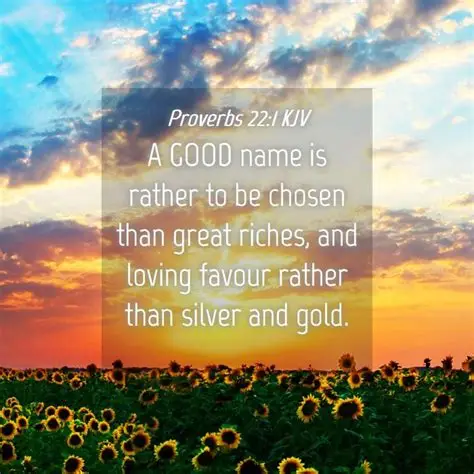 Proverbs 22:1 KJV
A GOOD name is
rather to be chosen
than great riches, and
loving favour rather
than silver and gold.